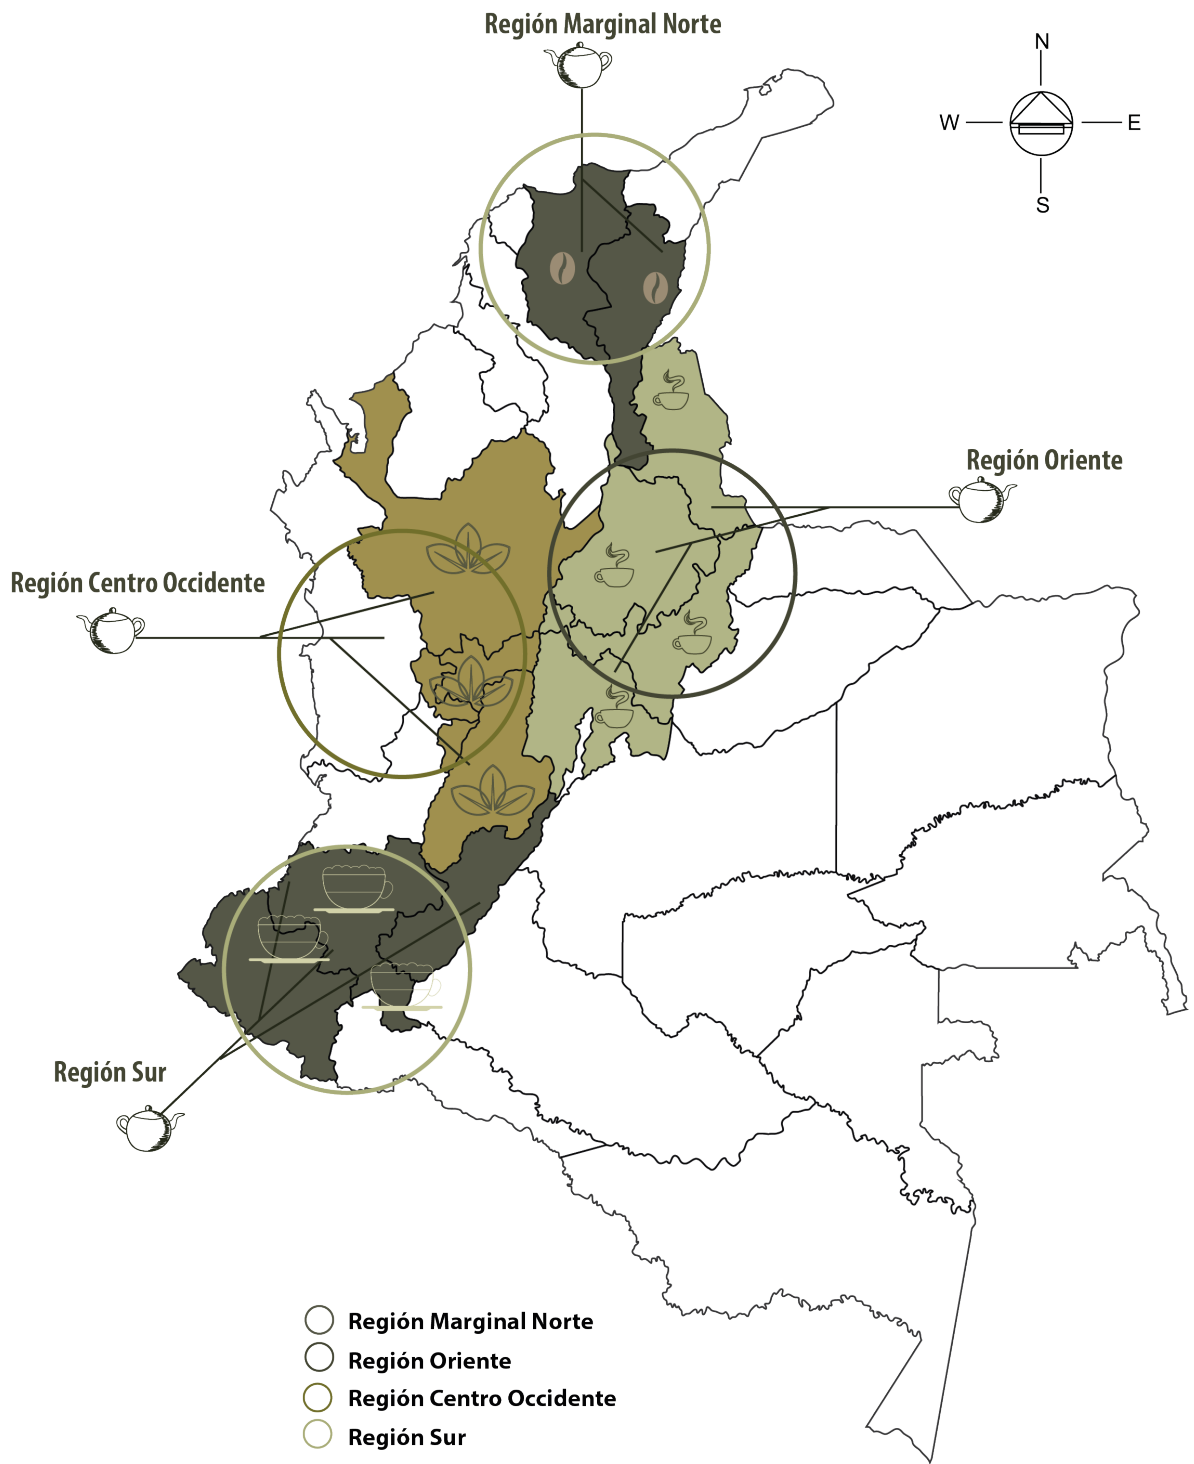 Región Marginal Norte
N
W
E
S
Región Oriente
Región Centro Occidente
Región Sur
Región Marginal Norte
Región Oriente
Región Centro Occidente
Región Sur